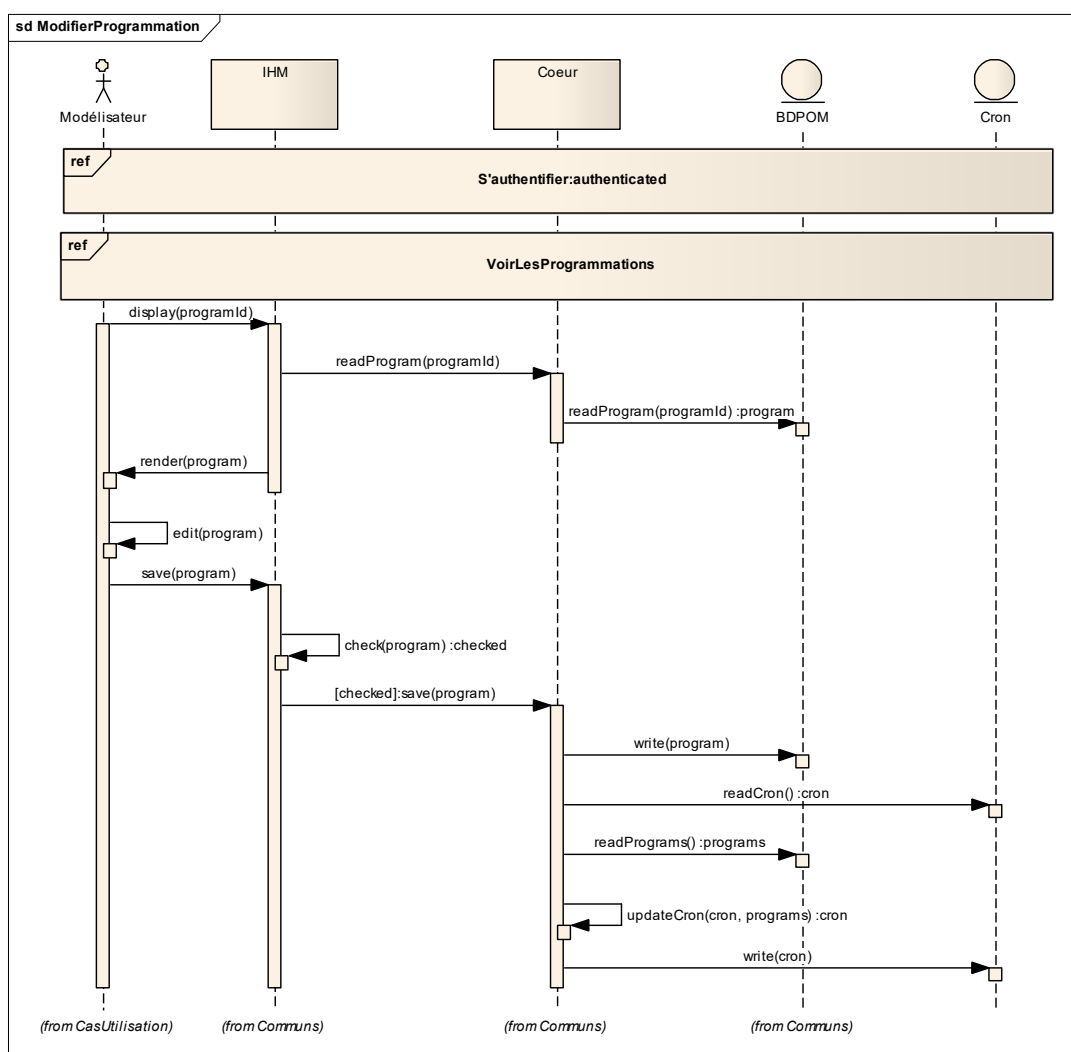 sd ModifierProgrammation
Modélisateur
IHM
Coeur
BDPOM
Cron
ref
S'authentifier:authenticated
ref
VoirLesProgrammations
display(programId)
readProgram(programId)
readProgram(programId) :program
render(program)
edit(program)
save(program)
check(program) :checked
[checked]:save(program)
write(program)
readCron() :cron
readPrograms() :programs
updateCron(cron, programs) :cron
write(cron)
(from CasUtilisation)
(from Communs)
(from Communs)
(from Communs)